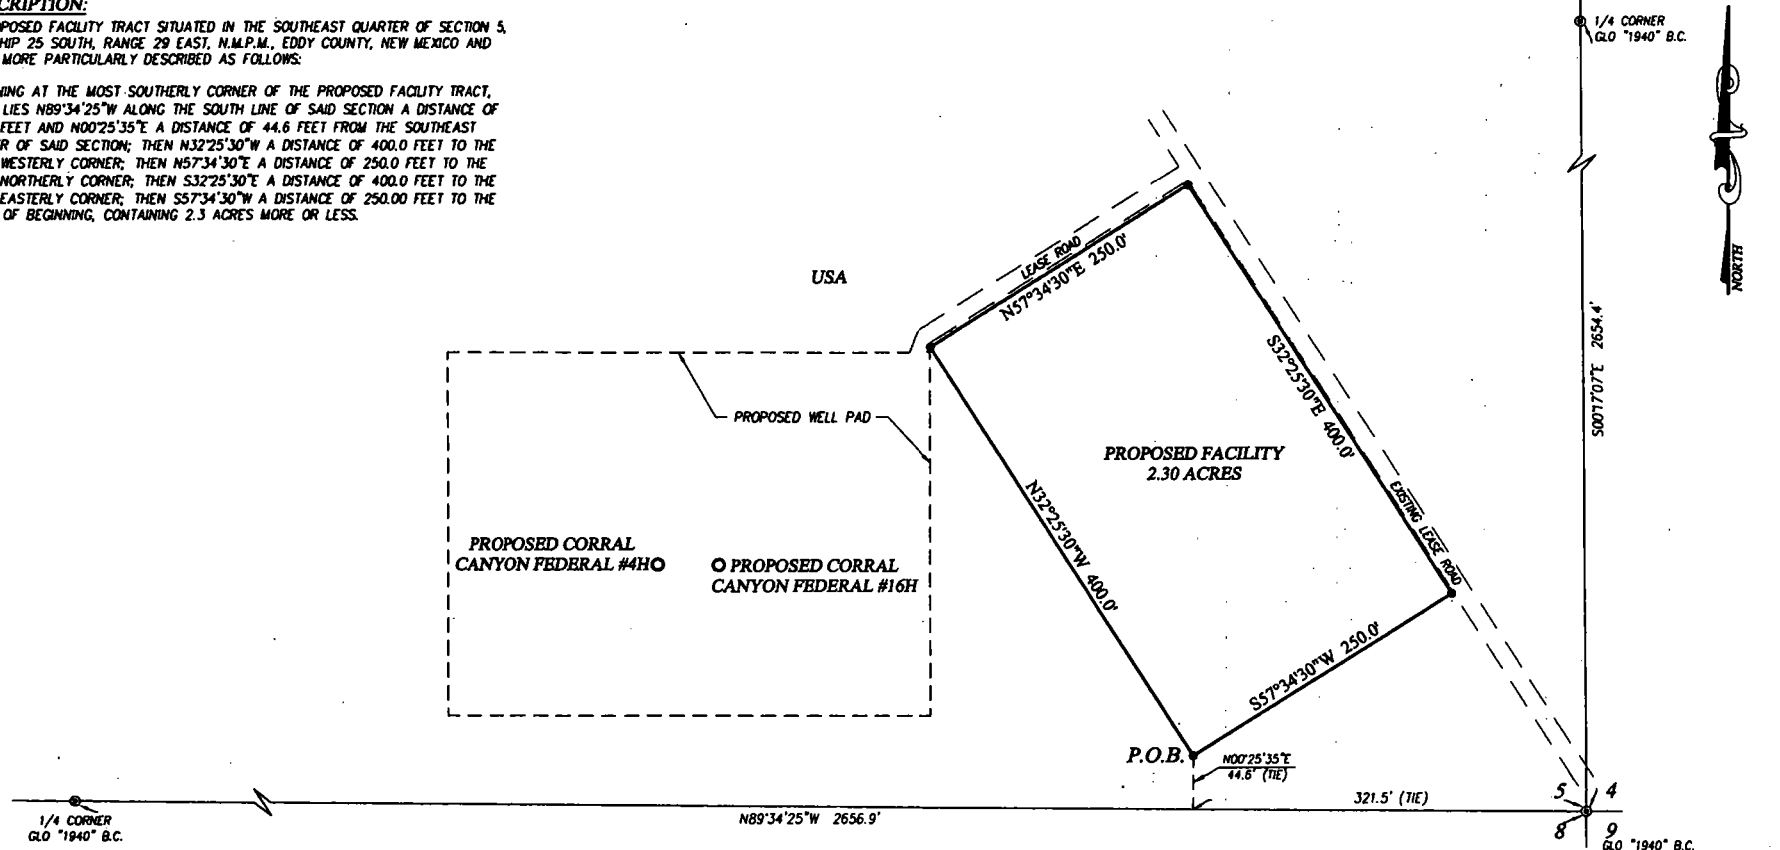 CRIPTION:
POSED FACILITY TRACT SITUATED IN THE SOUTHEAST QUARTER OF SECTION 5,
HIP 25 SOUTH, RANGE 29 EAST, N.M.P.M., EDDY COUNTY, NEW MEXICO AND
MORE PARTICULARLY DESCRIBED AS FOLLOWS:
ING AT THE MOST SOUTHERLY CORNER OF THE PROPOSED FACILITY TRACT,
LIES N89°34'25"W ALONG THE SOUTH LINE OF SAID SECTION A DISTANCE OF
FEET AND N00°25'35"E A DISTANCE OF 44.6 FEET FROM THE SOUTHEAST
R OF SAID SECTION; THEN N32°25'30"W A DISTANCE OF 400.0 FEET TO THE
WESTERLY CORNER; THEN N57°34'30"E A DISTANCE OF 250.0 FEET TO THE
NORTHERLY CORNER; THEN S32°25'30"E A DISTANCE OF 400.0 FEET TO THE
EASTERLY CORNER; THEN S57°34'30"W A DISTANCE OF 250.00 FEET TO THE
OF BEGINNING, CONTAINING 2.3 ACRES MORE OR LESS.
1/4 CORNER
GLO "1940" B.C.
NORTH
USA
LEASE ROAD
N57°34'30"E 250.0'
S32°25'30"E 400.0'
S00°17'07"E 2654.4'
PROPOSED WELL PAD
PROPOSED FACILITY
2.30 ACRES
EXISTING LEASE ROAD
N32°25'30"W 400.0'
PROPOSED CORRAL
CANYON FEDERAL #4H
PROPOSED CORRAL
CANYON FEDERAL #16H
S57°34'30"W 250.0'
P.O.B.
N00°25'35"E
44.6' (TIE)
321.5' (TIE)
5 4
8 9
GLO "1940" B.C.
N89°34'25"W 2656.9'
1/4 CORNER
GLO "1940" B.C.